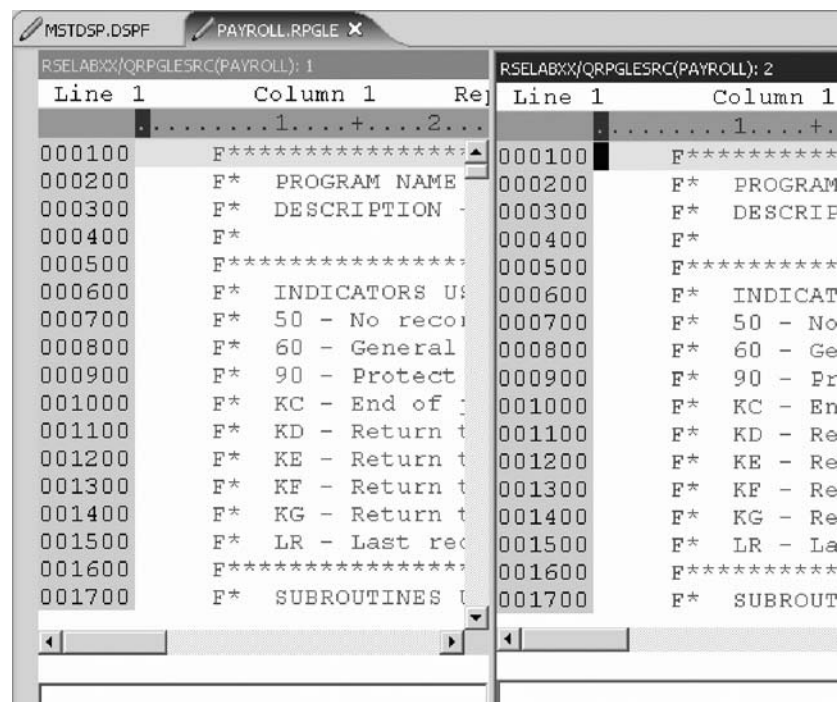 MSTDSP.DSPF PAYROLL.RPGLE
RSELABXX/QRPGLESRC(PAYROLL): 1
Line 1 Column 1
.........1....+....2...
000100 F****************
000200 F* PROGRAM NAME
000300 F* DESCRIPTION -
000400 F*
000500 F****************
000600 F* INDICATORS
000700 F* 50 - No
000800 F* 60 - General
000900 F* 90 - Protect
001000 F* KC - End of
001100 F* KD - Return
001200 F* KE - Return
001300 F* KF - Return
001400 F* KG - Return
001500 F* LR - Last
001600 F****************
001700 F* SUBROUTINES
RSELABXX/QRPGLESRC(PAYROLL): 2
Line 1 Column 1
.........1....+.
000100 F**********
000200 F* PROGRAM
000300 F* DESCRIP
000400 F*
000500 F**********
000600 F* INDICAT
000700 F* 50 - No
000800 F* 60 - Ge
000900 F* 90 - Pr
001000 F* KC - En
001100 F* KD - Re
001200 F* KE - Re
001300 F* KF - Re
001400 F* KG - Re
001500 F* LR - La
001600 F**********
001700 F* SUBROUT